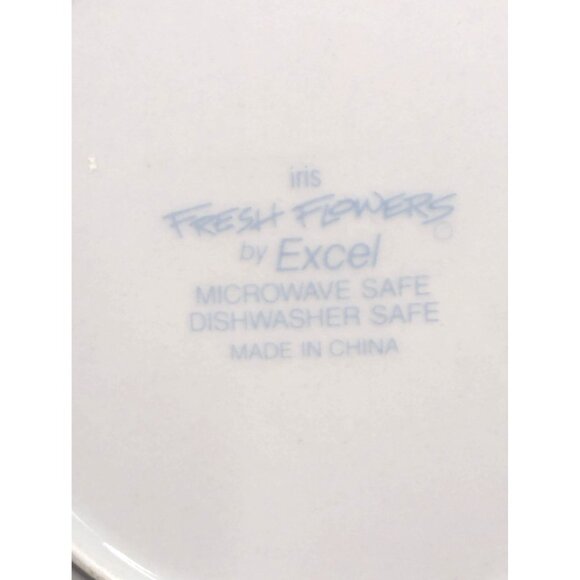 iris
FRESH FLOWERS ©
by Excel
MICROWAVE SAFE
DISHWASHER SAFE
MADE IN CHINA